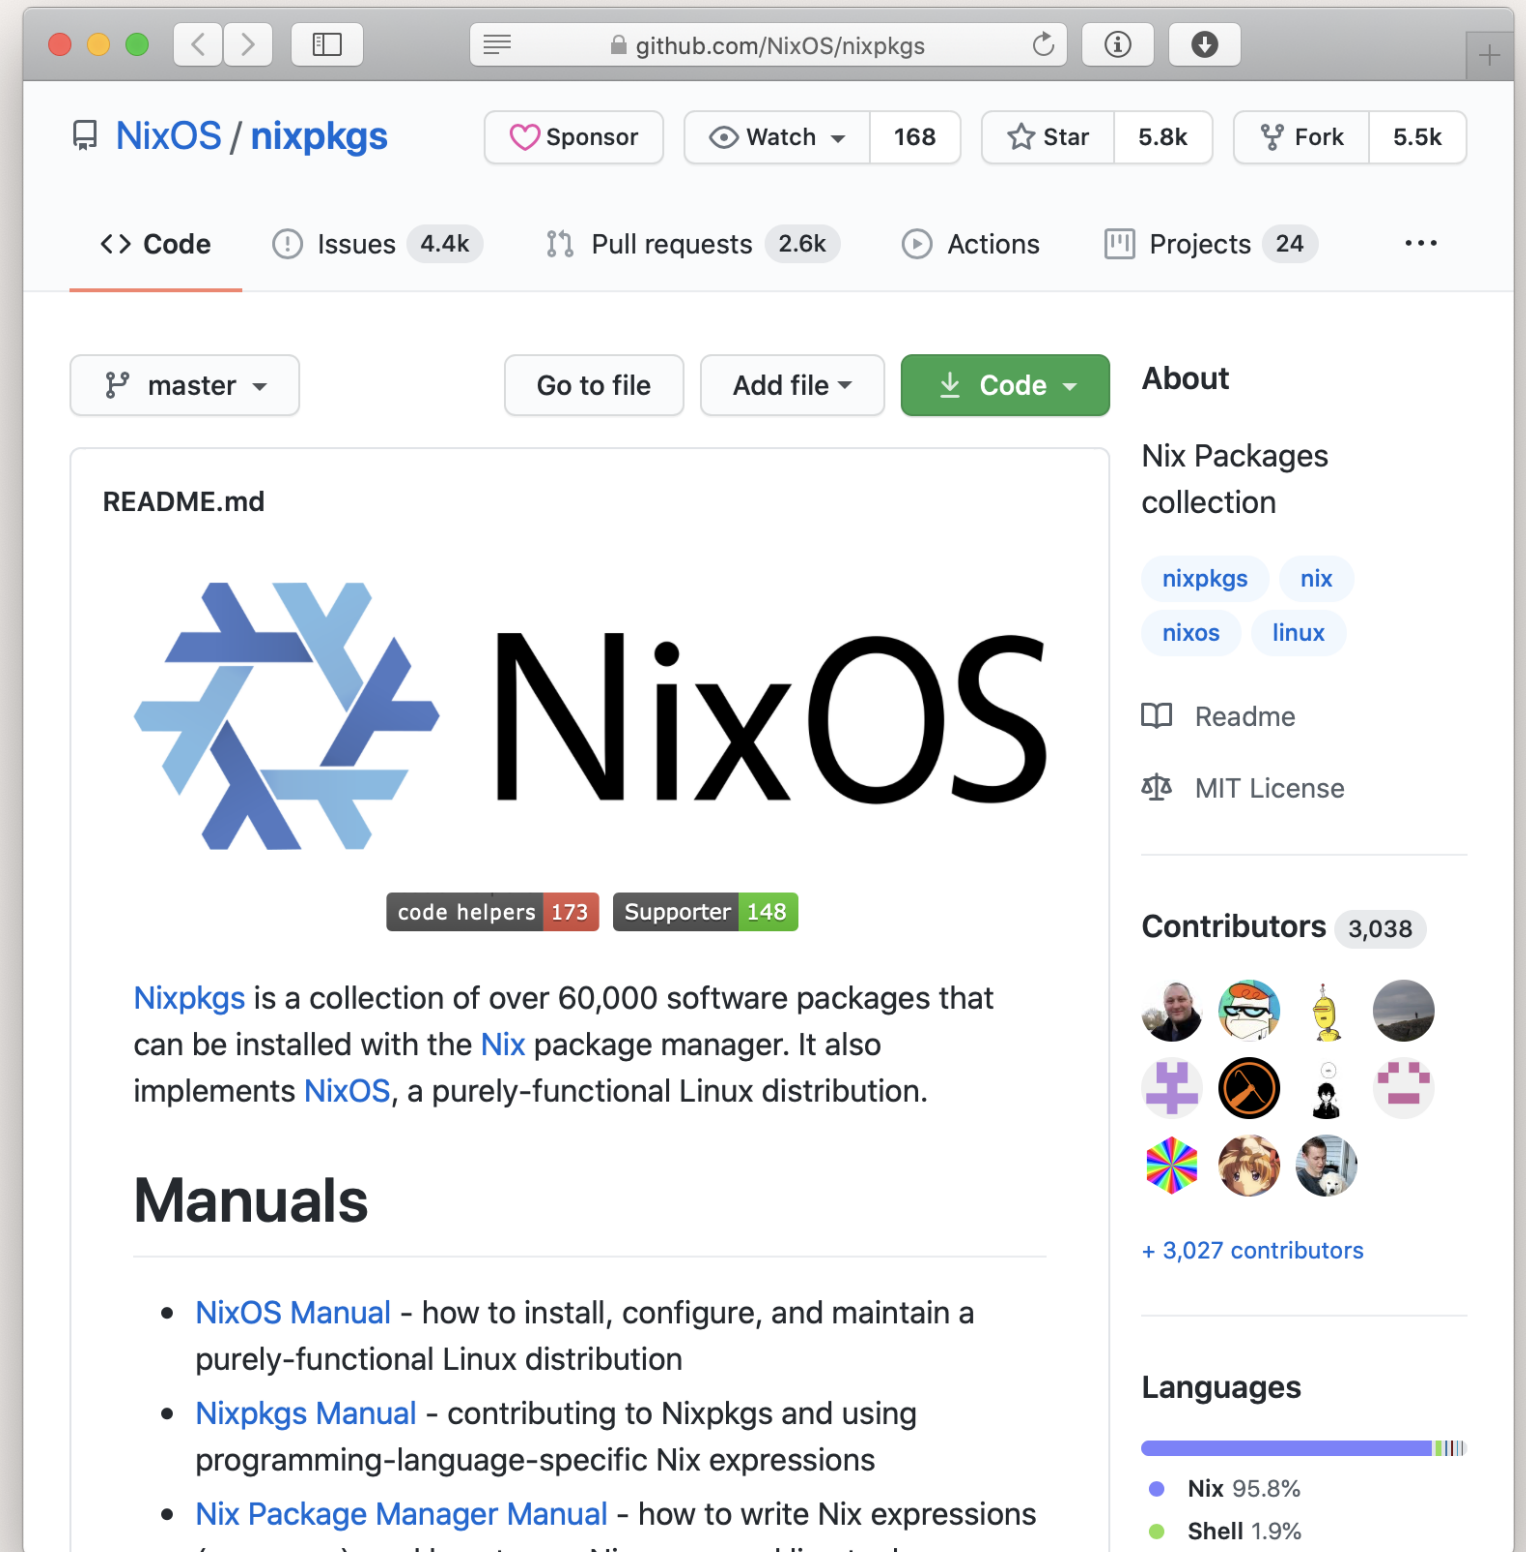 github.com/NixOS/nixpkgs
NixOS / nixpkgs
Sponsor
Watch 168
Star 5.8k
Fork 5.5k
Code
Issues 4.4k
Pull requests 2.6k
Actions
Projects 24
master
Go to file
Add file
Code
README.md
NixOS
code helpers 173
Supporter 148
Nixpkgs is a collection of over 60,000 software packages that
can be installed with the Nix package manager. It also
implements NixOS, a purely-functional Linux distribution.
Manuals
NixOS Manual - how to install, configure, and maintain a
purely-functional Linux distribution
Nixpkgs Manual - contributing to Nixpkgs and using
programming-language-specific Nix expressions
Nix Package Manager Manual - how to write Nix expressions
About
Nix Packages
collection
nixpkgs nix
nixos linux
Readme
MIT License
Contributors 3,038
+ 3,027 contributors
Languages
Nix 95.8%
Shell 1.9%